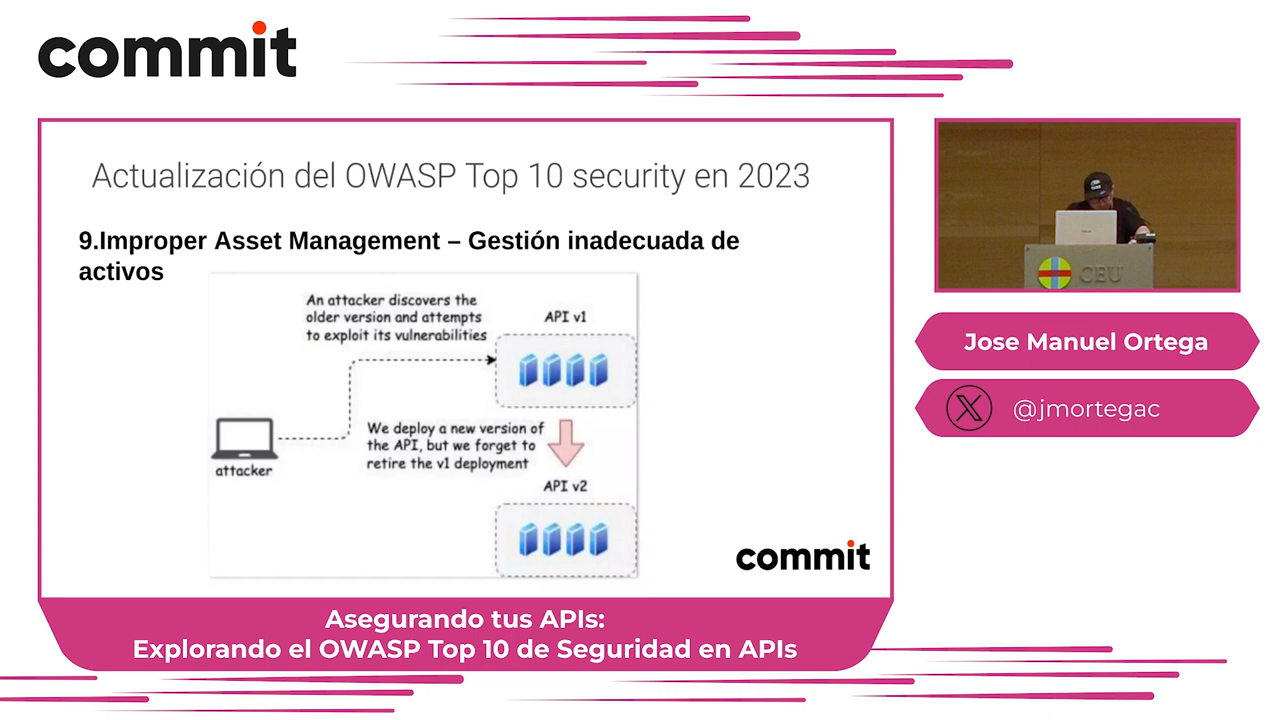 commit
Actualización del OWASP Top 10 security en 2023
9.Improper Asset Management – Gestión inadecuada de
activos
An attacker discovers the
older version and attempts
to exploit its vulnerabilities
API v1
We deploy a new version of
the API, but we forget to
retire the v1 deployment
attacker
API v2
commit
CEU
Jose Manuel Ortega
@jmortegac
Asegurando tus APIs:
Explorando el OWASP Top 10 de Seguridad en APIs